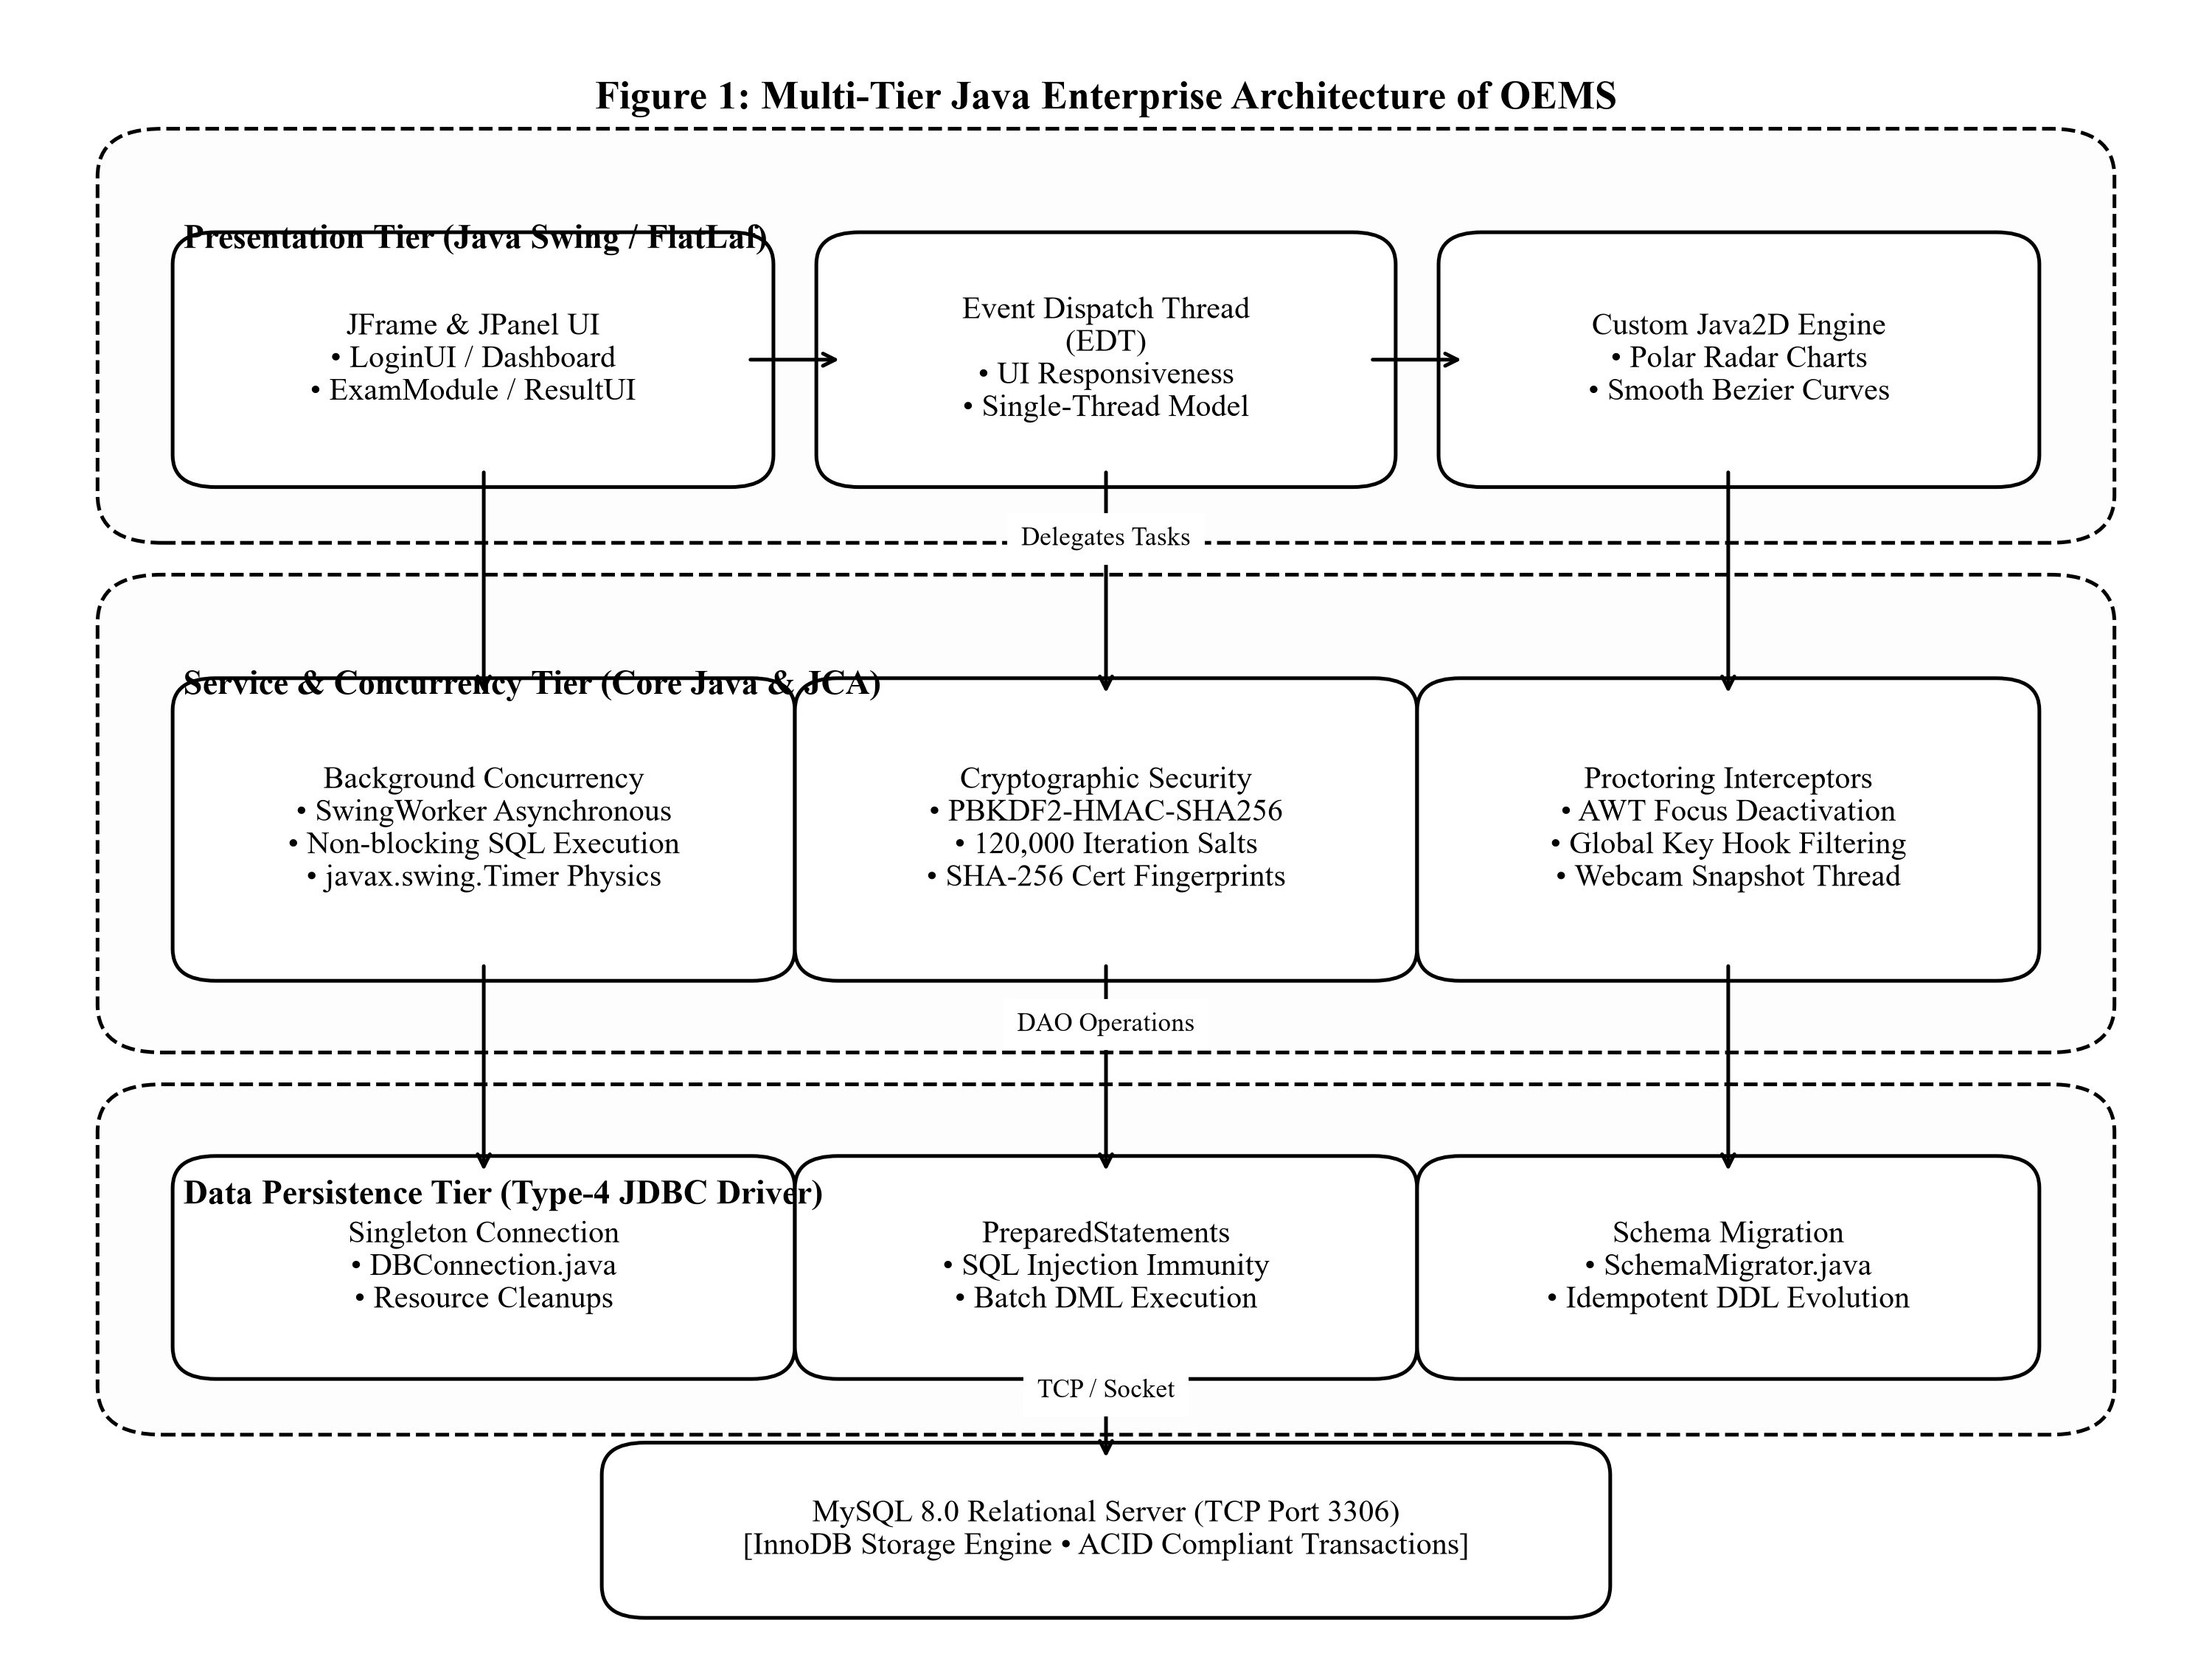 Figure 1: Multi-Tier Java Enterprise Architecture of OEMS
Presentation Tier (Java Swing / FlatLaf)
JFrame & JPanel UI
• LoginUI / Dashboard
• ExamModule / ResultUI
Event Dispatch Thread
(EDT)
• UI Responsiveness
• Single-Thread Model
Custom Java2D Engine
• Polar Radar Charts
• Smooth Bezier Curves
Delegates Tasks
Service & Concurrency Tier (Core Java & JCA)
Background Concurrency
• SwingWorker Asynchronous
• Non-blocking SQL Execution
• javax.swing.Timer Physics
Cryptographic Security
• PBKDF2-HMAC-SHA256
• 120,000 Iteration Salts
• SHA-256 Cert Fingerprints
Proctoring Interceptors
• AWT Focus Deactivation
• Global Key Hook Filtering
• Webcam Snapshot Thread
DAO Operations
Data Persistence Tier (Type-4 JDBC Driver)
Singleton Connection
• DBConnection.java
• Resource Cleanups
PreparedStatements
• SQL Injection Immunity
• Batch DML Execution
Schema Migration
• SchemaMigrator.java
• Idempotent DDL Evolution
TCP / Socket
MySQL 8.0 Relational Server (TCP Port 3306)
[InnoDB Storage Engine • ACID Compliant Transactions]